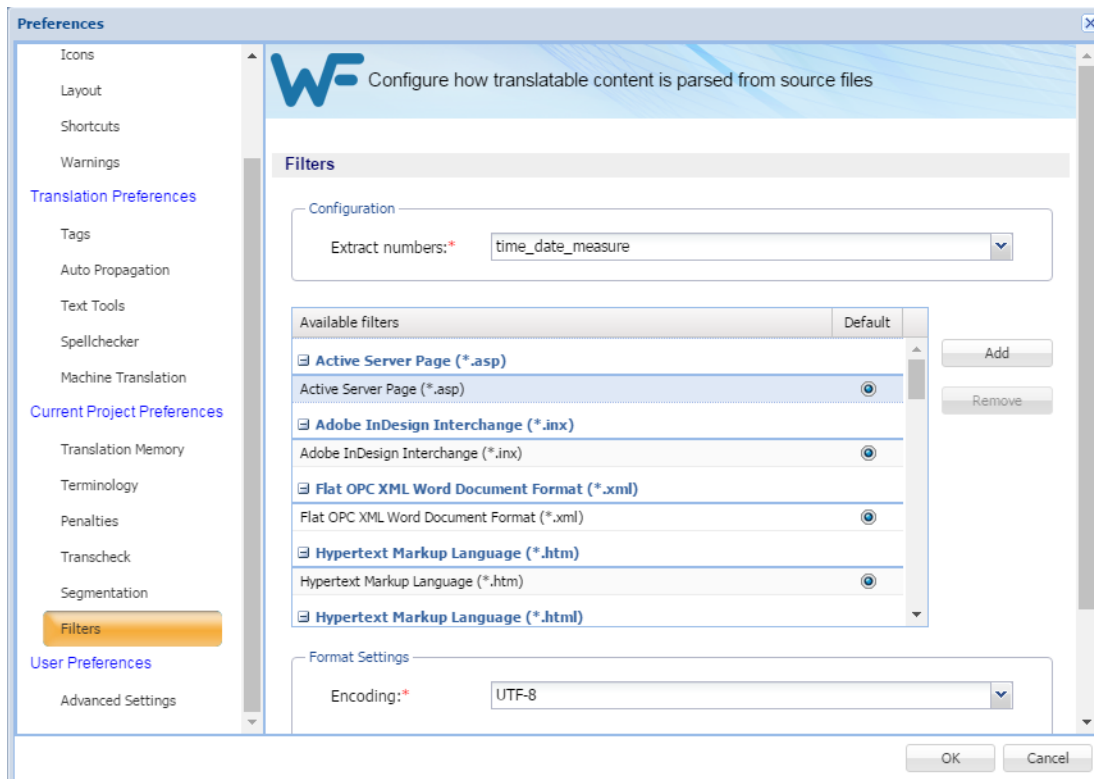 Preferences
Icons
Layout
Shortcuts
Warnings
Translation Preferences
Tags
Auto Propagation
Text Tools
Spellchecker
Machine Translation
Current Project Preferences
Translation Memory
Terminology
Penalties
Transcheck
Segmentation
Filters
User Preferences
Advanced Settings
WF Configure how translatable content is parsed from source files
Filters
Configuration
Extract numbers:* time_date_measure
Available filters Default
Active Server Page (*.asp)
Active Server Page (*.asp)
Adobe InDesign Interchange (*.inx)
Adobe InDesign Interchange (*.inx)
Flat OPC XML Word Document Format (*.xml)
Flat OPC XML Word Document Format (*.xml)
Hypertext Markup Language (*.htm)
Hypertext Markup Language (*.htm)
Hypertext Markup Language (*.html)
Add
Remove
Format Settings
Encoding:* UTF-8
OK Cancel